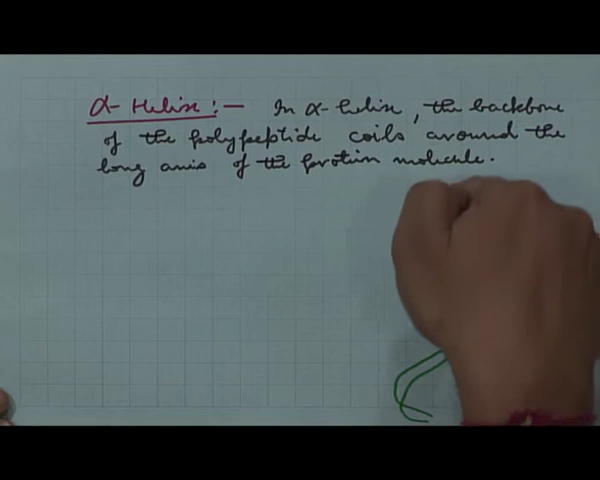 α- Helix :- In α-helix, the backbone
of the polypeptide coils around the
long axis of the protein molecule.